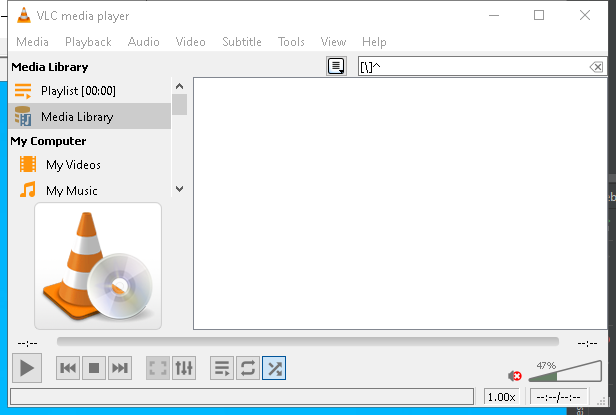 VLC media player
Media Playback Audio Video Subtitle Tools View Help
Media Library
[\]^
Playlist [00:00]
Media Library
My Computer
My Videos
My Music
--:--
--:--
47%
1.00x
--:--/--:--